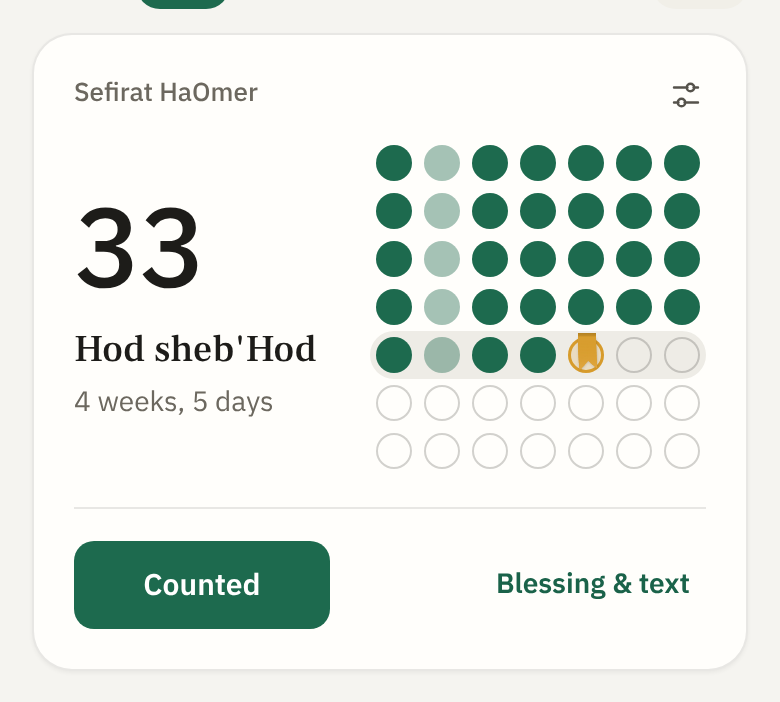 Sefirat HaOmer
33
Hod sheb'Hod
4 weeks, 5 days
Counted
Blessing & text